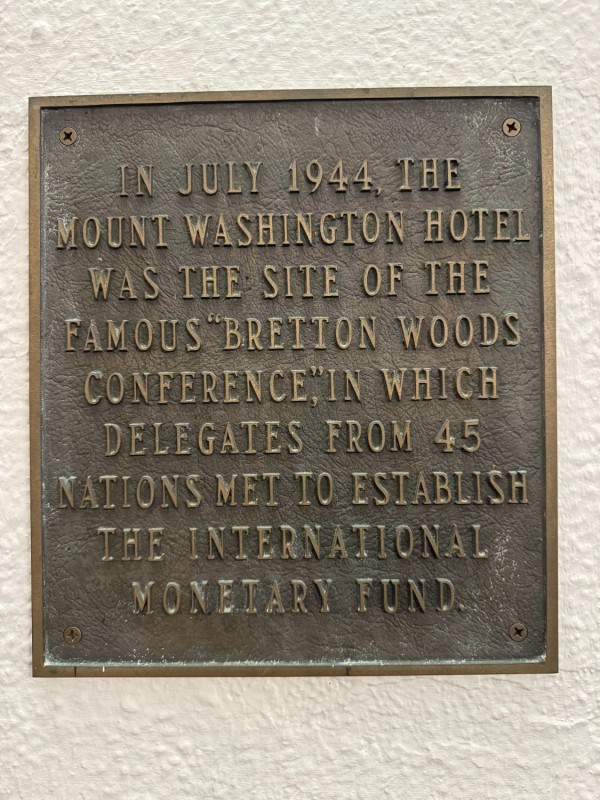 IN JULY 1944, THE
MOUNT WASHINGTON HOTEL
WAS THE SITE OF THE
FAMOUS "BRETTON WOODS
CONFERENCE," IN WHICH
DELEGATES FROM 45
NATIONS MET TO ESTABLISH
THE INTERNATIONAL
MONETARY FUND.